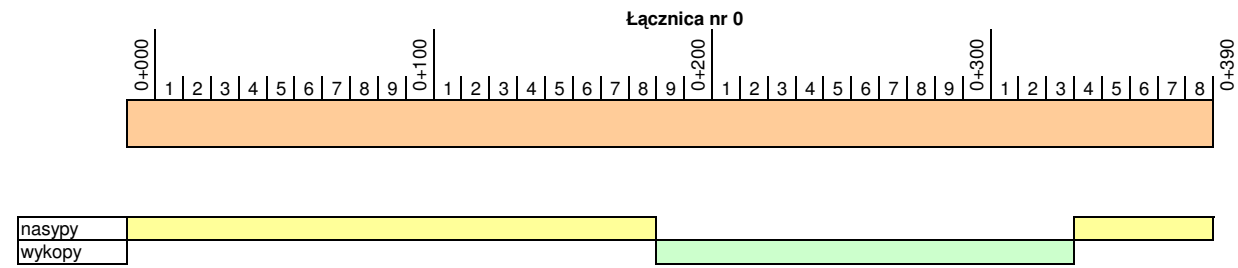 Łącznica nr 0
0+000 1 2 3 4 5 6 7 8 9 0+100 1 2 3 4 5 6 7 8 9 0+200 1 2 3 4 5 6 7 8 9 0+300 1 2 3 4 5 6 7 8 0+390
nasypy
wykopy